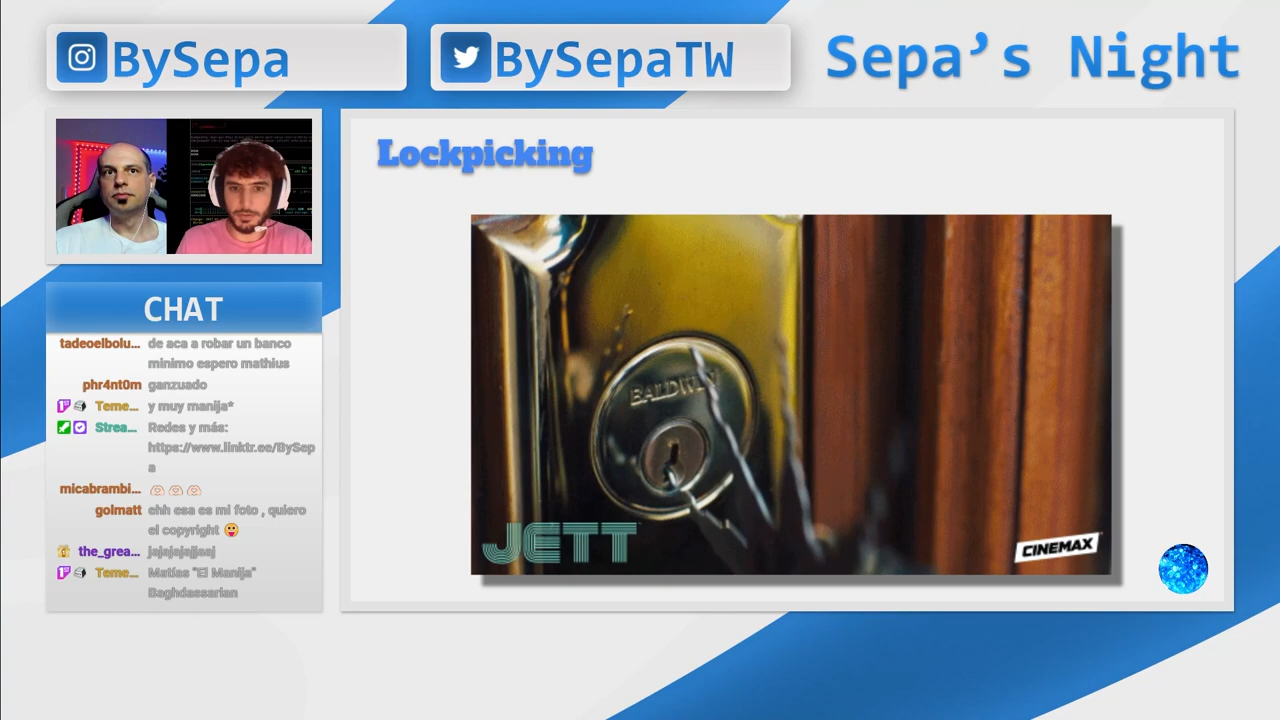 BySepa
BySepaTW
Sepa’s Night
Lockpicking
BALDWIN
JETT
CINEMAX
CHAT
tadeoelbolu... de aca a robar un banco
minimo espero mathius
phr4nt0m ganzuado
Teme... y muy manija*
Strea... Redes y más:
https://www.linktr.ee/BySep
a
micabrambi... 🫶🏻 🫶🏻 🫶🏻
golmatt ehh esa es mi foto , quiero
el copyright 😛
the_grea... jajajajajjaaj
Teme... Matías "El Manija"
Baghdassarian